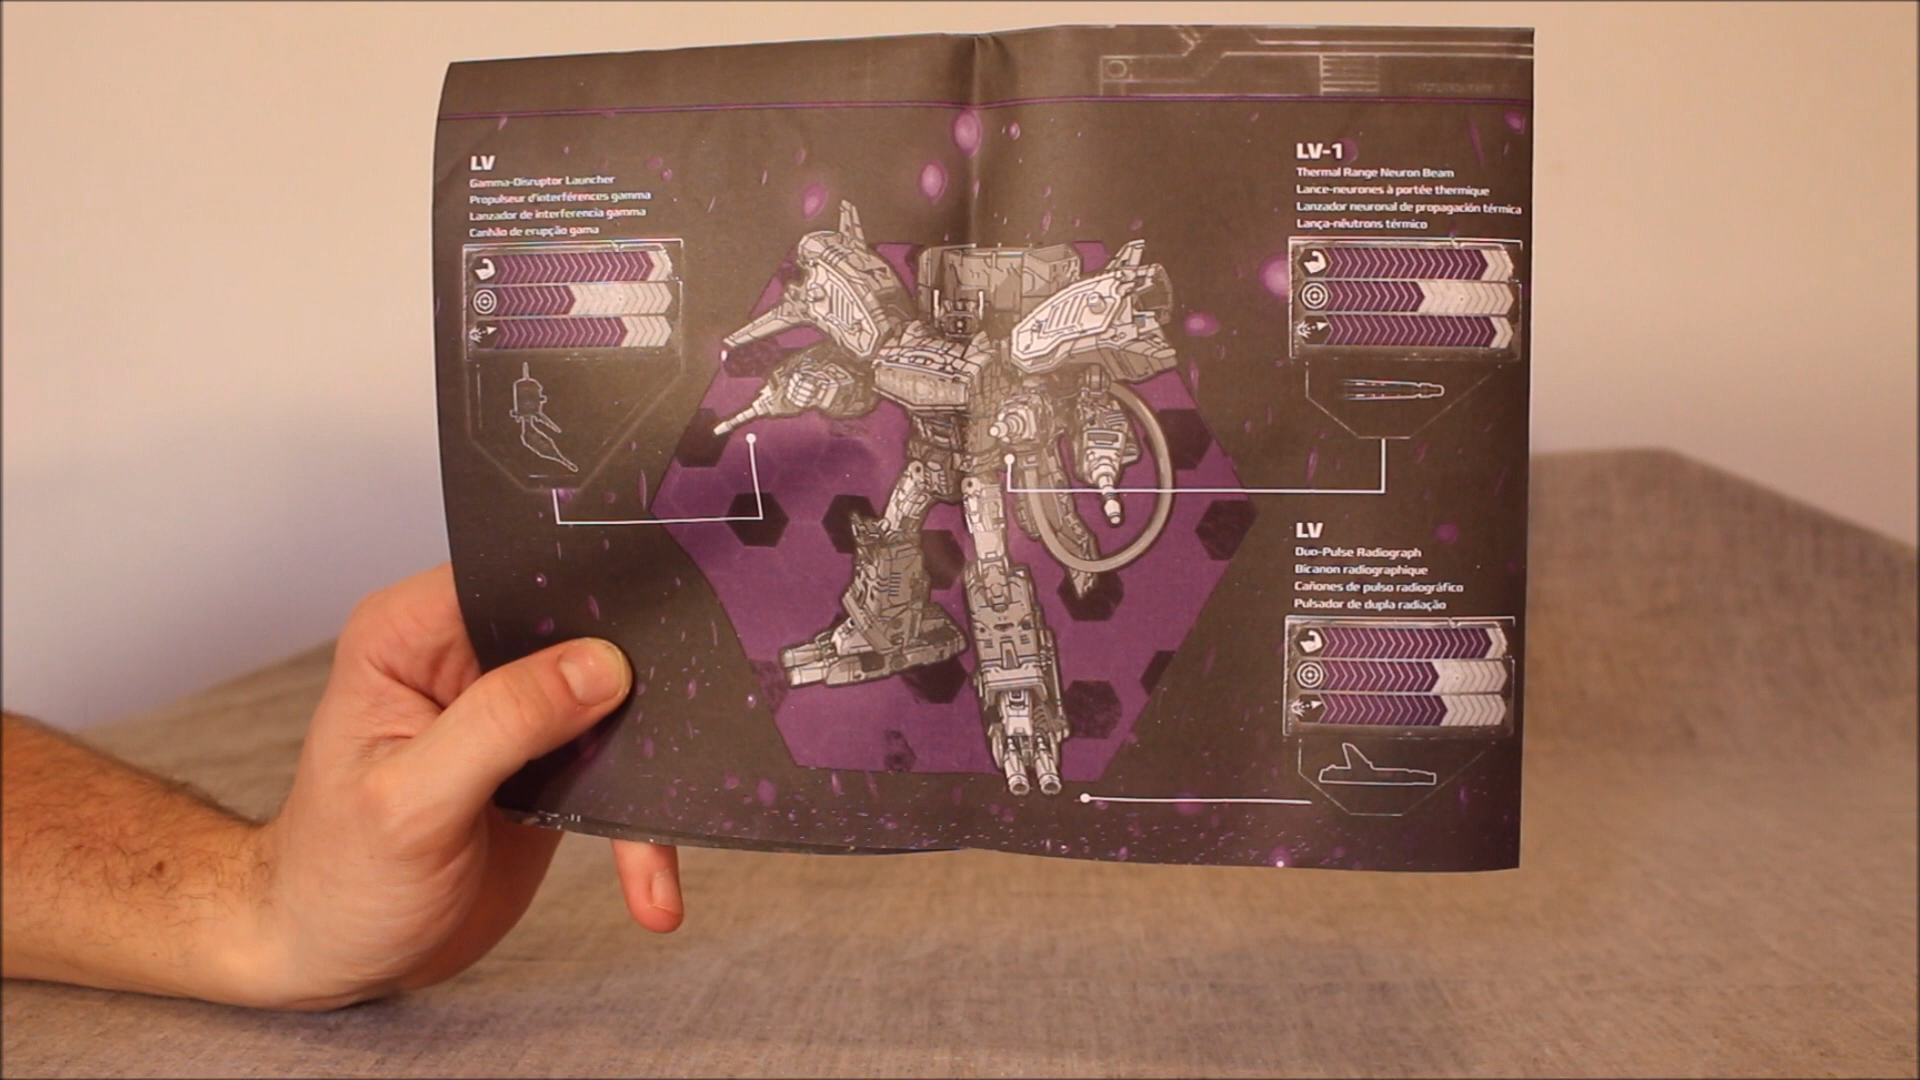 LV
Gamma-Disruptor Launcher
Propulseur d'interférences gamma
Lanzador de interferencia gamma
Canhão de erupção gama
LV-1
Thermal Range Neuron Beam
Lance-neurones à portée thermique
Lanzador neuronal de propagación térmica
Lança-nêutrons térmico
LV
Duo-Pulse Radiograph
Bicanon radiographique
Cañones de pulso radiográfico
Pulsador de dupla radiação